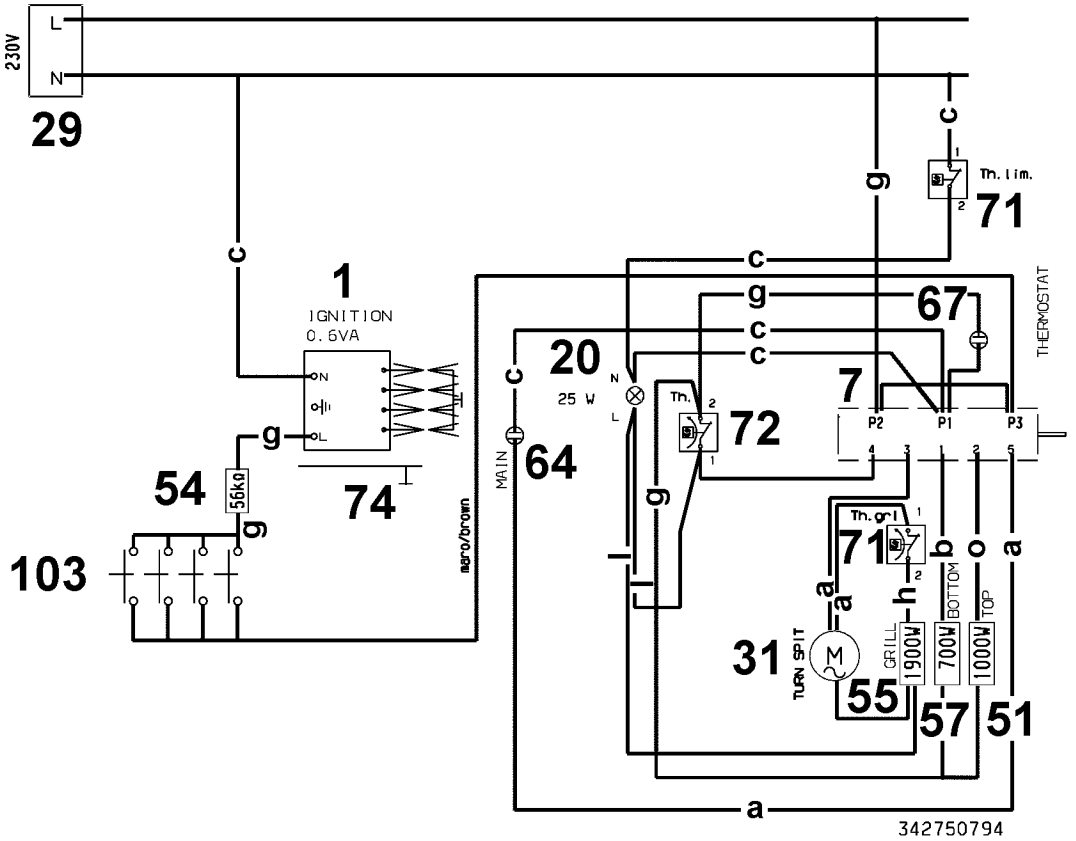 L
230V
N
29
c
c
g
1
Th. lim.
2
71
c
c
1
IGNITION
0.6VA
g
67
c
c
THERMOSTAT
20
N
25 W
L
c
7
N
L
g
Th.
2
72
1
P2
P1
P3
4
3
1
2
5
MAIN
64
54
56kΩ
g
74
g
maro/brown
103
Th.grl
1
71
2
l
l
a
a
h
b
o
a
BOTTOM
TOP
31
TURN SPIT
M
GRILL
1900W
700W
1000W
55
57
51
a
342750794